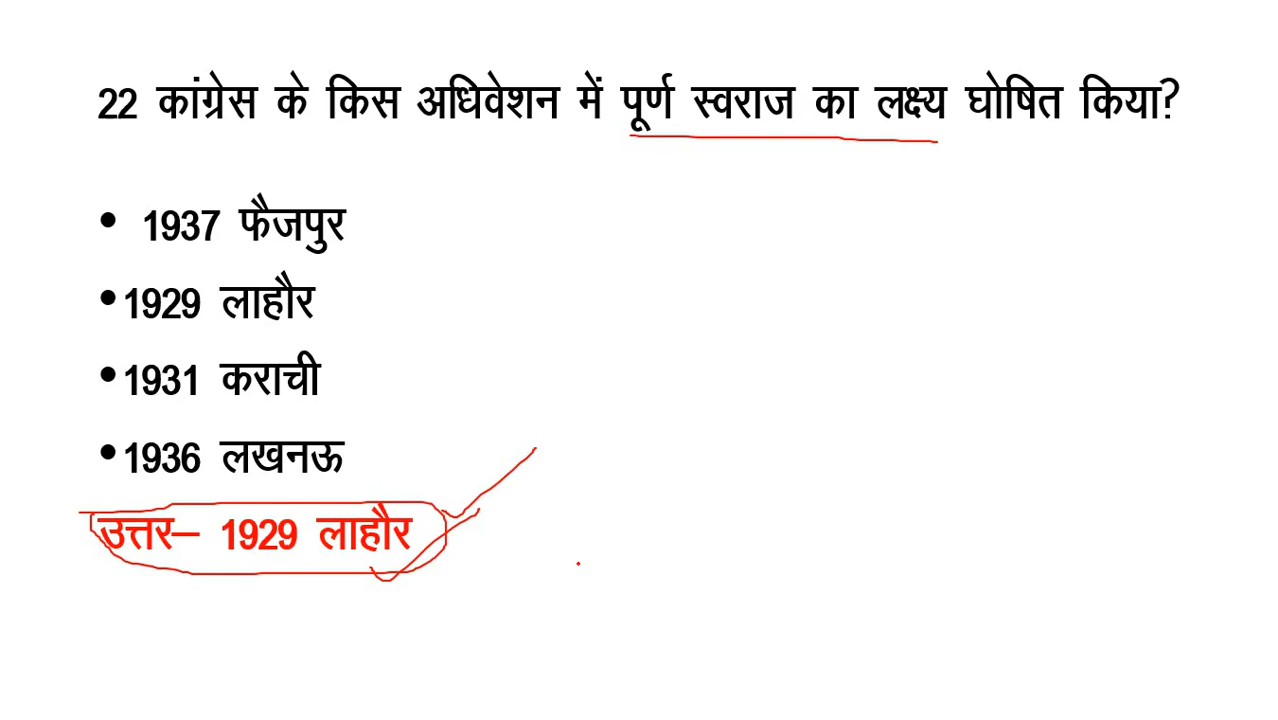 22 कांग्रेस के किस अधिवेशन में पूर्ण स्वराज का लक्ष्य घोषित किया?
• 1937 फैजपुर
•1929 लाहौर
•1931 कराची
•1936 लखनऊ
उत्तर– 1929 लाहौर